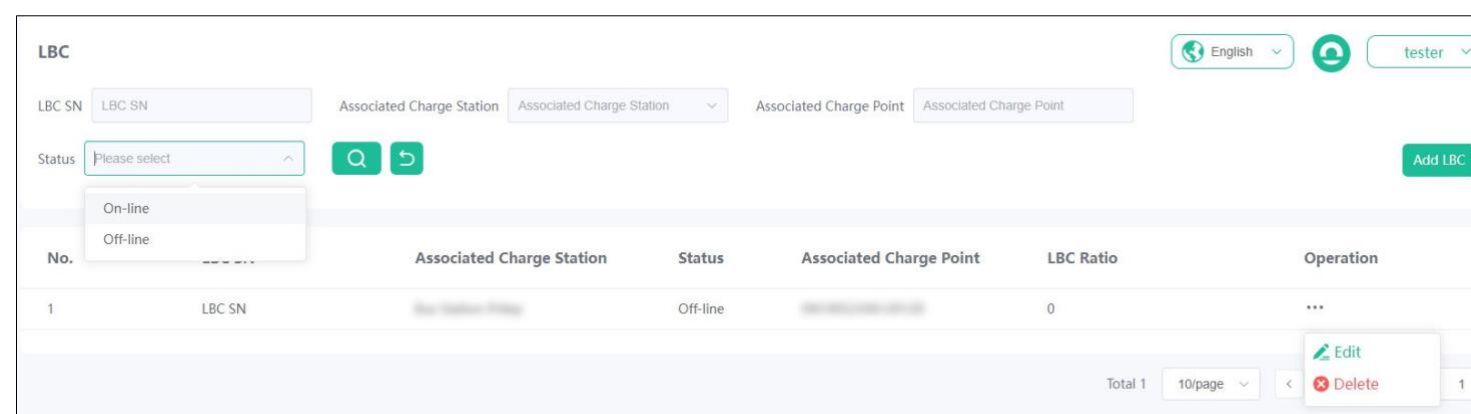 LBC
English
tester
LBC SN LBC SN Associated Charge Station Associated Charge Station Associated Charge Point Associated Charge Point
Status Please select
Add LBC
On-line
Off-line
No. Associated Charge Station Status Associated Charge Point LBC Ratio Operation
1 LBC SN Off-line 0 ...
Edit
Total 1 10/page < Delete 1